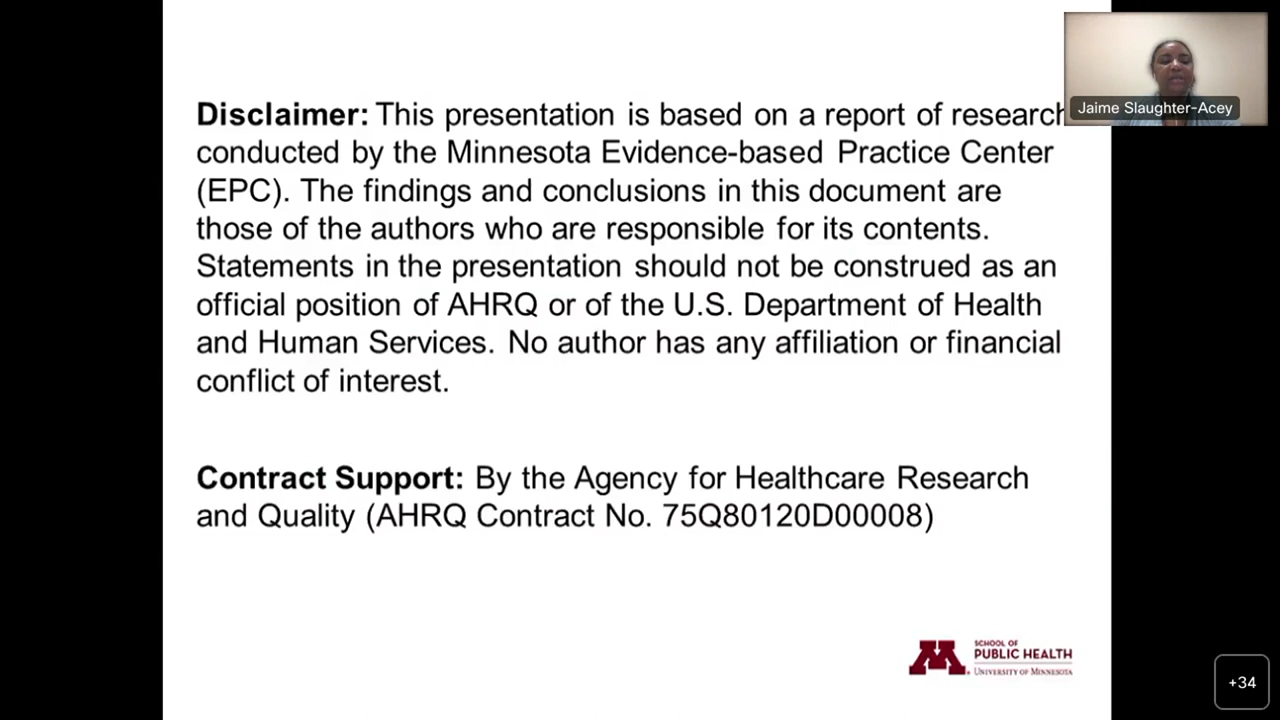 Disclaimer: This presentation is based on a report of research
conducted by the Minnesota Evidence-based Practice Center
(EPC). The findings and conclusions in this document are
those of the authors who are responsible for its contents.
Statements in the presentation should not be construed as an
official position of AHRQ or of the U.S. Department of Health
and Human Services. No author has any affiliation or financial
conflict of interest.
Contract Support: By the Agency for Healthcare Research
and Quality (AHRQ Contract No. 75Q80120D00008)
Jaime Slaughter-Acey
M
SCHOOL OF
PUBLIC HEALTH
UNIVERSITY OF MINNESOTA
+34